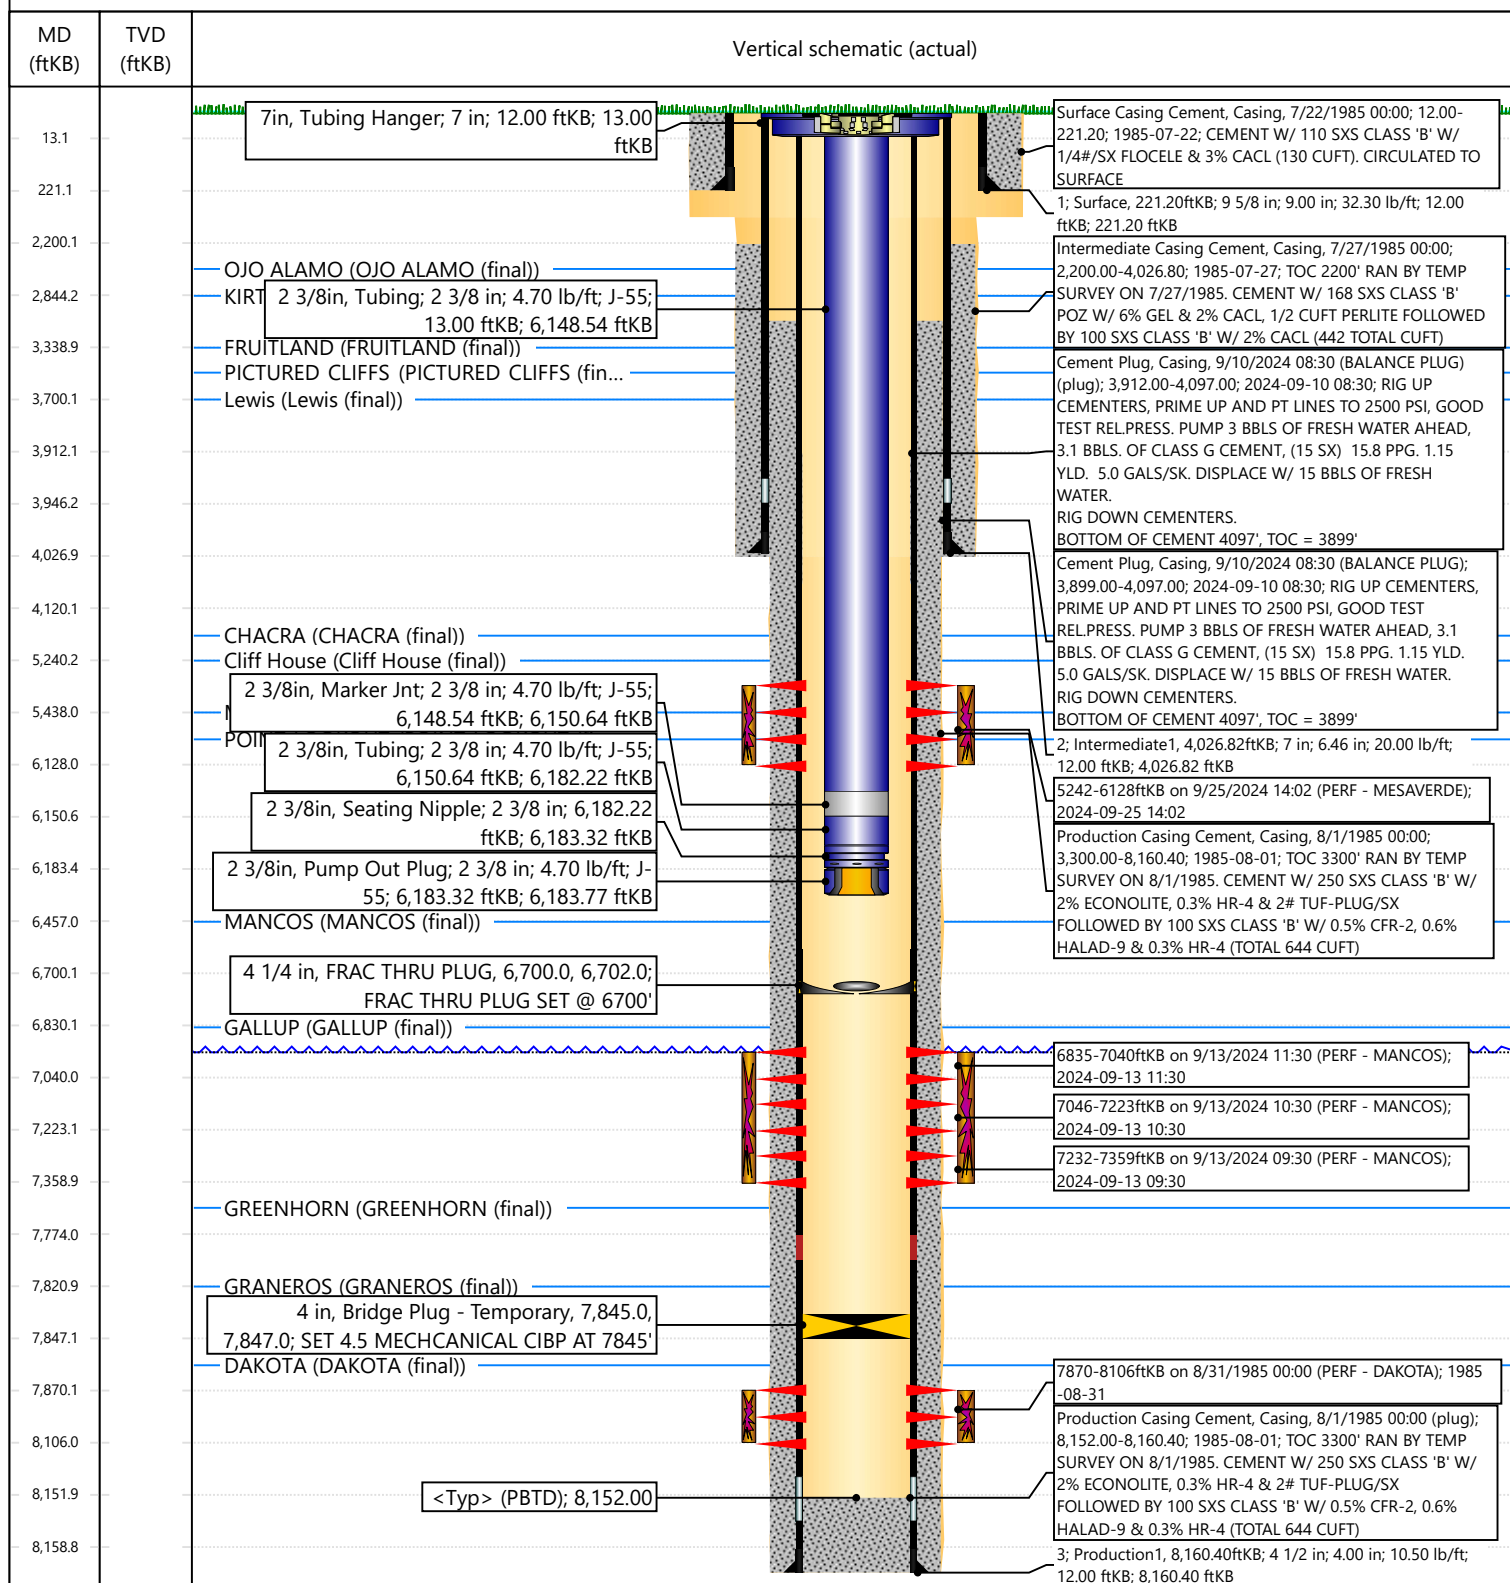 MD
(ftKB)
TVD
(ftKB)
Vertical schematic (actual)
7in, Tubing Hanger; 7 in; 12.00 ftKB; 13.00
ftKB
Surface Casing Cement, Casing, 7/22/1985 00:00; 12.00-
221.20; 1985-07-22; CEMENT W/ 110 SXS CLASS 'B' W/
1/4#/SX FLOCELE & 3% CACL (130 CUFT). CIRCULATED TO
SURFACE
13.1
221.1
1; Surface, 221.20ftKB; 9 5/8 in; 9.00 in; 32.30 lb/ft; 12.00
ftKB; 221.20 ftKB
2,200.1
Intermediate Casing Cement, Casing, 7/27/1985 00:00;
2,200.00-4,026.80; 1985-07-27; TOC 2200' RAN BY TEMP
SURVEY ON 7/27/1985. CEMENT W/ 168 SXS CLASS 'B'
POZ W/ 6% GEL & 2% CACL, 1/2 CUFT PERLITE FOLLOWED
BY 100 SXS CLASS 'B' W/ 2% CACL (442 TOTAL CUFT)
OJO ALAMO (OJO ALAMO (final))
2,844.2
KIRT
2 3/8in, Tubing; 2 3/8 in; 4.70 lb/ft; J-55;
13.00 ftKB; 6,148.54 ftKB
3,338.9
FRUITLAND (FRUITLAND (final))
PICTURED CLIFFS (PICTURED CLIFFS (fin...
3,700.1
Lewis (Lewis (final))
Cement Plug, Casing, 9/10/2024 08:30 (BALANCE PLUG)
(plug); 3,912.00-4,097.00; 2024-09-10 08:30; RIG UP
CEMENTERS, PRIME UP AND PT LINES TO 2500 PSI, GOOD
TEST REL.PRESS. PUMP 3 BBLS OF FRESH WATER AHEAD,
3.1 BBLS. OF CLASS G CEMENT, (15 SX)  15.8 PPG. 1.15
YLD.  5.0 GALS/SK. DISPLACE W/ 15 BBLS OF FRESH
WATER.
RIG DOWN CEMENTERS.
BOTTOM OF CEMENT 4097', TOC = 3899'
3,912.1
3,946.2
4,026.9
Cement Plug, Casing, 9/10/2024 08:30 (BALANCE PLUG);
3,899.00-4,097.00; 2024-09-10 08:30; RIG UP CEMENTERS,
PRIME UP AND PT LINES TO 2500 PSI, GOOD TEST
REL.PRESS. PUMP 3 BBLS OF FRESH WATER AHEAD, 3.1
BBLS. OF CLASS G CEMENT, (15 SX)  15.8 PPG. 1.15 YLD.
5.0 GALS/SK. DISPLACE W/ 15 BBLS OF FRESH WATER.
RIG DOWN CEMENTERS.
BOTTOM OF CEMENT 4097', TOC = 3899'
4,120.1
CHACRA (CHACRA (final))
5,240.2
Cliff House (Cliff House (final))
2 3/8in, Marker Jnt; 2 3/8 in; 4.70 lb/ft; J-55;
6,148.54 ftKB; 6,150.64 ftKB
5,438.0
2 3/8in, Tubing; 2 3/8 in; 4.70 lb/ft; J-55;
6,150.64 ftKB; 6,182.22 ftKB
2; Intermediate1, 4,026.82ftKB; 7 in; 6.46 in; 20.00 lb/ft;
12.00 ftKB; 4,026.82 ftKB
6,128.0
5242-6128ftKB on 9/25/2024 14:02 (PERF - MESAVERDE);
2024-09-25 14:02
2 3/8in, Seating Nipple; 2 3/8 in; 6,182.22
ftKB; 6,183.32 ftKB
6,150.6
Production Casing Cement, Casing, 8/1/1985 00:00;
3,300.00-8,160.40; 1985-08-01; TOC 3300' RAN BY TEMP
SURVEY ON 8/1/1985. CEMENT W/ 250 SXS CLASS 'B' W/
2% ECONOLITE, 0.3% HR-4 & 2# TUF-PLUG/SX
FOLLOWED BY 100 SXS CLASS 'B' W/ 0.5% CFR-2, 0.6%
HALAD-9 & 0.3% HR-4 (TOTAL 644 CUFT)
6,183.4
2 3/8in, Pump Out Plug; 2 3/8 in; 4.70 lb/ft; J-
55; 6,183.32 ftKB; 6,183.77 ftKB
6,457.0
MANCOS (MANCOS (final))
6,700.1
4 1/4 in, FRAC THRU PLUG, 6,700.0, 6,702.0;
FRAC THRU PLUG SET @ 6700'
6,830.1
GALLUP (GALLUP (final))
6835-7040ftKB on 9/13/2024 11:30 (PERF - MANCOS);
2024-09-13 11:30
7,040.0
7046-7223ftKB on 9/13/2024 10:30 (PERF - MANCOS);
2024-09-13 10:30
7,223.1
7232-7359ftKB on 9/13/2024 09:30 (PERF - MANCOS);
2024-09-13 09:30
7,358.9
GREENHORN (GREENHORN (final))
7,774.0
7,820.9
GRANEROS (GRANEROS (final))
4 in, Bridge Plug - Temporary, 7,845.0,
7,847.0; SET 4.5 MECHCANICAL CIBP AT 7845'
7,847.1
DAKOTA (DAKOTA (final))
7870-8106ftKB on 8/31/1985 00:00 (PERF - DAKOTA); 1985
-08-31
7,870.1
Production Casing Cement, Casing, 8/1/1985 00:00 (plug);
8,152.00-8,160.40; 1985-08-01; TOC 3300' RAN BY TEMP
SURVEY ON 8/1/1985. CEMENT W/ 250 SXS CLASS 'B' W/
2% ECONOLITE, 0.3% HR-4 & 2# TUF-PLUG/SX
FOLLOWED BY 100 SXS CLASS 'B' W/ 0.5% CFR-2, 0.6%
HALAD-9 & 0.3% HR-4 (TOTAL 644 CUFT)
8,106.0
8,151.9
<Typ> (PBTD); 8,152.00
8,158.8
3; Production1, 8,160.40ftKB; 4 1/2 in; 4.00 in; 10.50 lb/ft;
12.00 ftKB; 8,160.40 ftKB